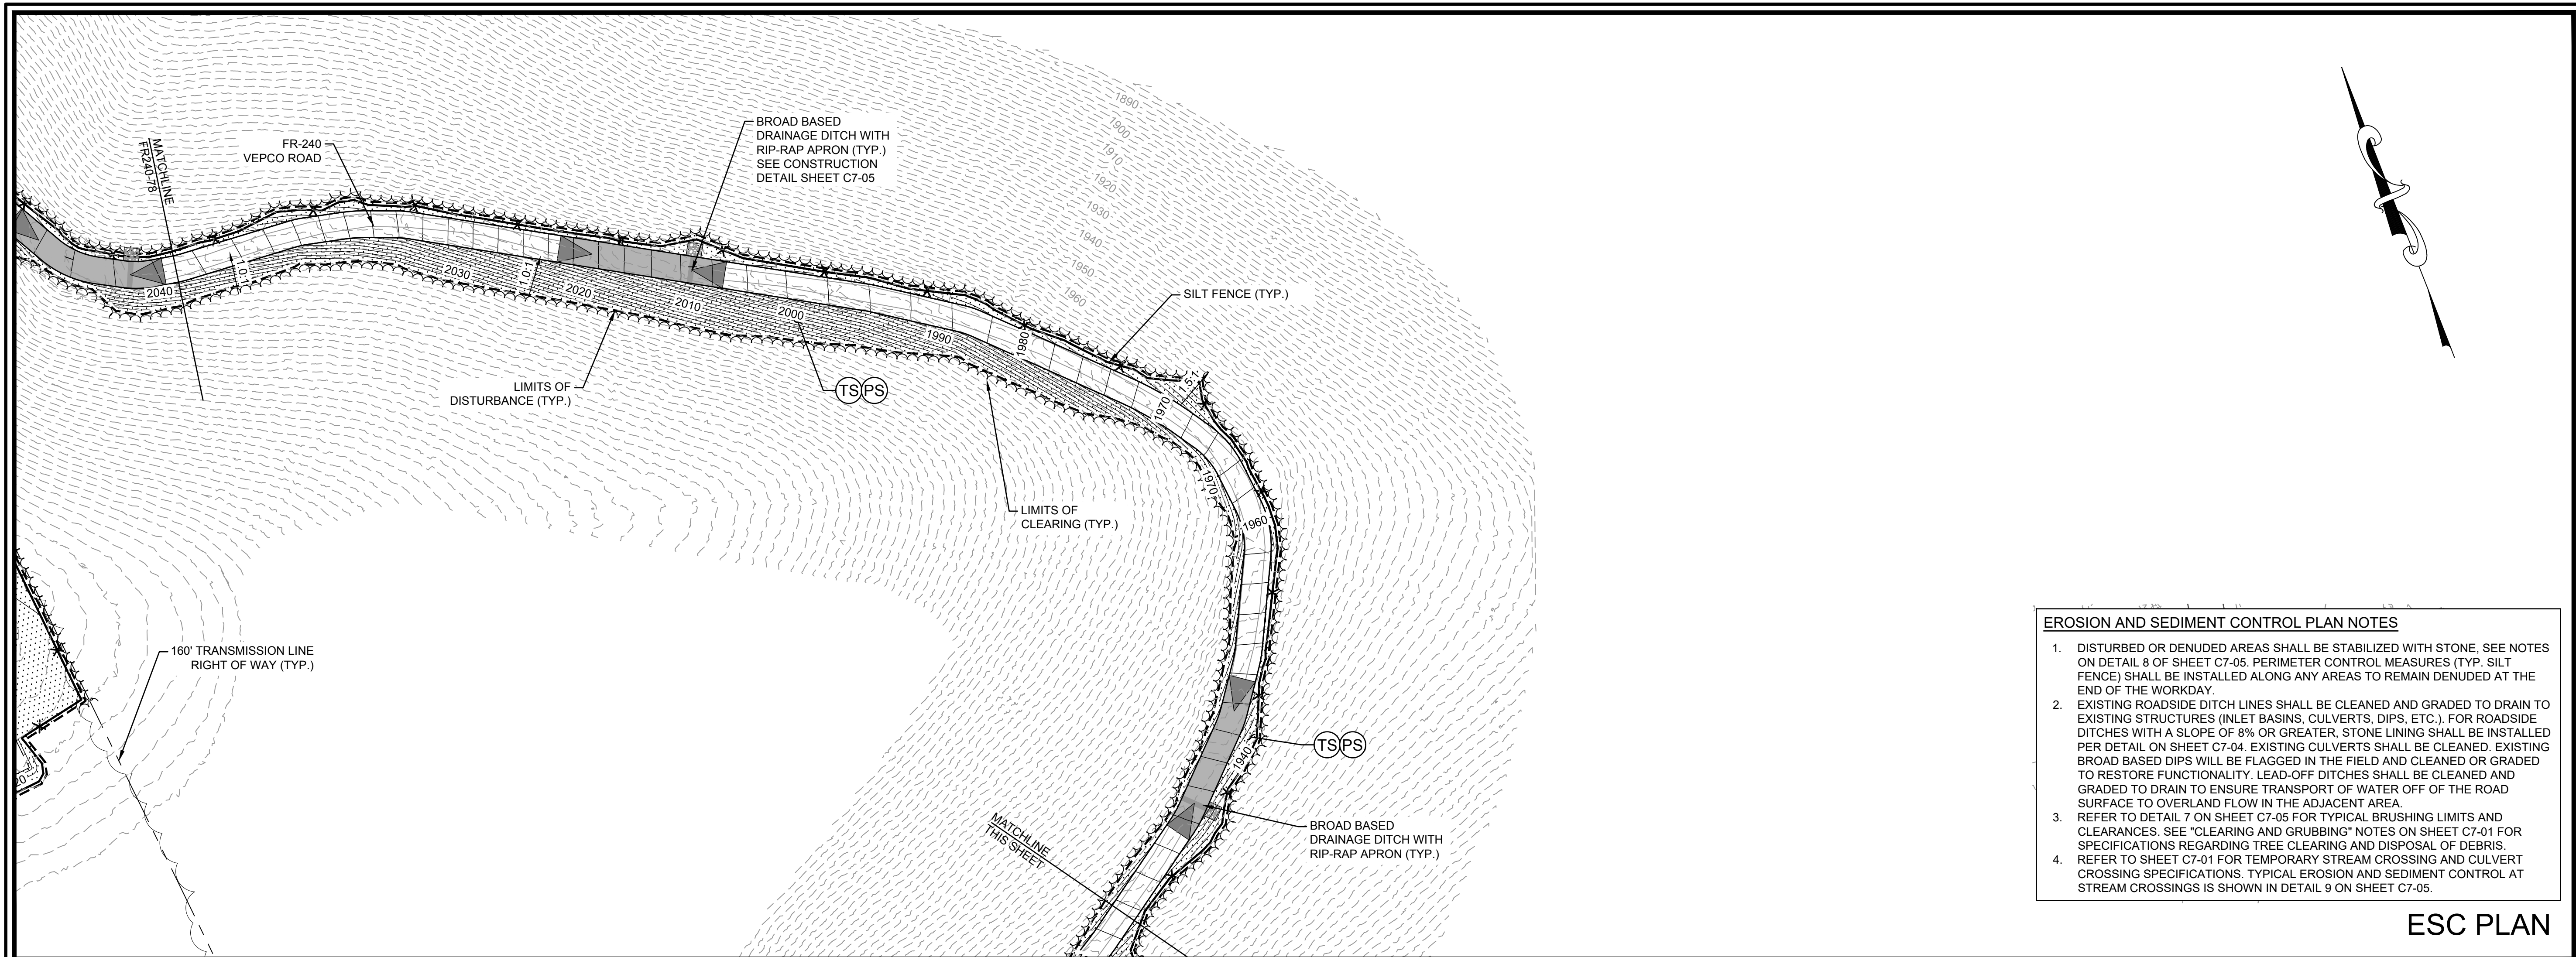 1890
1900
1910
1920
1930
1940
1950
1960
BROAD BASED
DRAINAGE DITCH WITH
RIP-RAP APRON (TYP.)
SEE CONSTRUCTION
DETAIL SHEET C7-05
MATCHLINE
FR240-78
FR-240
VEPCO ROAD
1.0:1
1.0:1
2040
2030
2020
2010
2000
1990
1980
SILT FENCE (TYP.)
1.5:1
1970
1970
1960
LIMITS OF
DISTURBANCE (TYP.)
TS PS
LIMITS OF
CLEARING (TYP.)
160' TRANSMISSION LINE
RIGHT OF WAY (TYP.)
TS PS
1940
MATCHLINE
THIS SHEET
BROAD BASED
DRAINAGE DITCH WITH
RIP-RAP APRON (TYP.)
EROSION AND SEDIMENT CONTROL PLAN NOTES
1. DISTURBED OR DENUDED AREAS SHALL BE STABILIZED WITH STONE, SEE NOTES
ON DETAIL 8 OF SHEET C7-05. PERIMETER CONTROL MEASURES (TYP. SILT
FENCE) SHALL BE INSTALLED ALONG ANY AREAS TO REMAIN DENUDED AT THE
END OF THE WORKDAY.
2. EXISTING ROADSIDE DITCH LINES SHALL BE CLEANED AND GRADED TO DRAIN TO
EXISTING STRUCTURES (INLET BASINS, CULVERTS, DIPS, ETC.). FOR ROADSIDE
DITCHES WITH A SLOPE OF 8% OR GREATER, STONE LINING SHALL BE INSTALLED
PER DETAIL ON SHEET C7-04. EXISTING CULVERTS SHALL BE CLEANED. EXISTING
BROAD BASED DIPS WILL BE FLAGGED IN THE FIELD AND CLEANED OR GRADED
TO RESTORE FUNCTIONALITY. LEAD-OFF DITCHES SHALL BE CLEANED AND
GRADED TO DRAIN TO ENSURE TRANSPORT OF WATER OFF OF THE ROAD
SURFACE TO OVERLAND FLOW IN THE ADJACENT AREA.
3. REFER TO DETAIL 7 ON SHEET C7-05 FOR TYPICAL BRUSHING LIMITS AND
CLEARANCES. SEE "CLEARING AND GRUBBING" NOTES ON SHEET C7-01 FOR
SPECIFICATIONS REGARDING TREE CLEARING AND DISPOSAL OF DEBRIS.
4. REFER TO SHEET C7-01 FOR TEMPORARY STREAM CROSSING AND CULVERT
CROSSING SPECIFICATIONS. TYPICAL EROSION AND SEDIMENT CONTROL AT
STREAM CROSSINGS IS SHOWN IN DETAIL 9 ON SHEET C7-05.
ESC PLAN